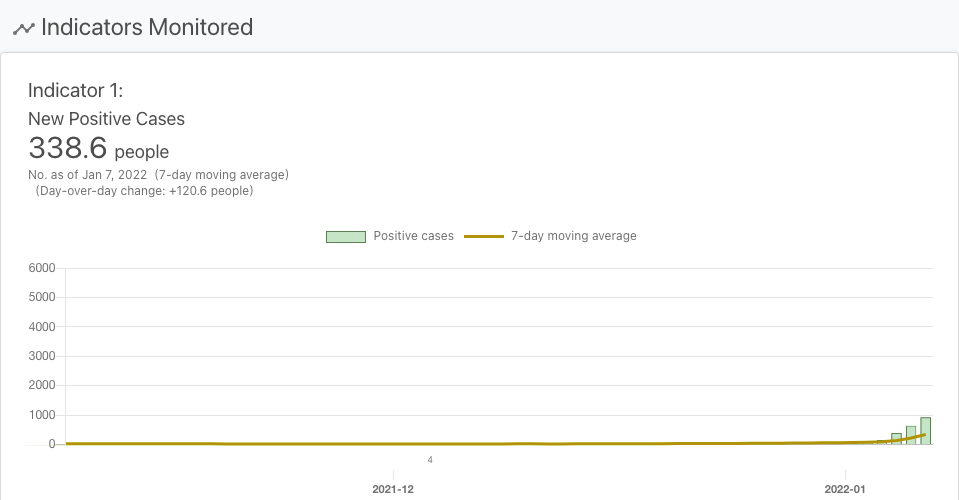 Indicators Monitored
Indicator 1:
New Positive Cases
338.6 people
No. as of Jan 7, 2022 (7-day moving average)
(Day-over-day change: +120.6 people)
Positive cases 7-day moving average
6000
5000
4000
3000
2000
1000
0
4
2021-12 2022-01